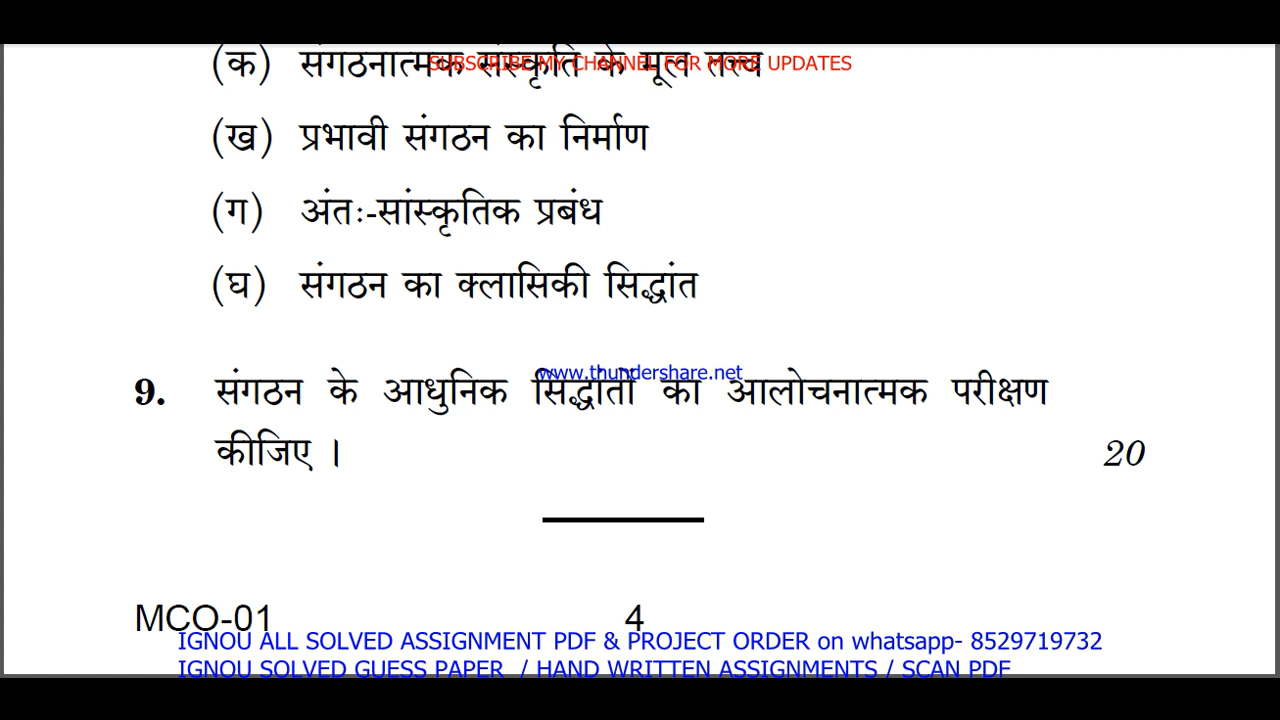 (क) संगठनात्मक संस्कृति के मूल तत्त्व
SUBSCRIBE MY CHANNEL FOR MORE UPDATES
(ख) प्रभावी संगठन का निर्माण
(ग) अंतः-सांस्कृतिक प्रबंध
(घ) संगठन का क्लासिकी सिद्धांत
www.thundershare.net
9. संगठन के आधुनिक सिद्धांतों का आलोचनात्मक परीक्षण
कीजिए । 20
MCO-01 4
IGNOU ALL SOLVED ASSIGNMENT PDF & PROJECT ORDER on whatsapp- 8529719732
IGNOU SOLVED GUESS PAPER / HAND WRITTEN ASSIGNMENTS / SCAN PDF